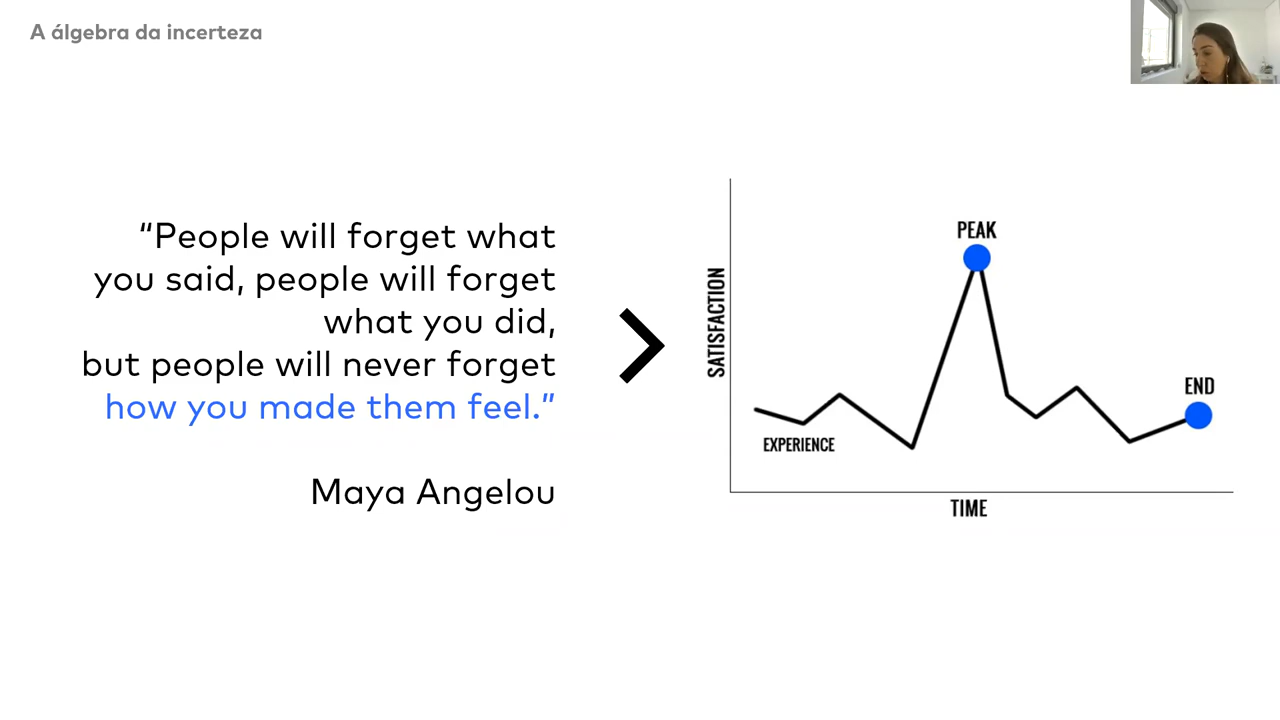 A álgebra da incerteza
“People will forget what
you said, people will forget
what you did,
but people will never forget
how you made them feel.”
Maya Angelou
PEAK
SATISFACTION
END
EXPERIENCE
TIME